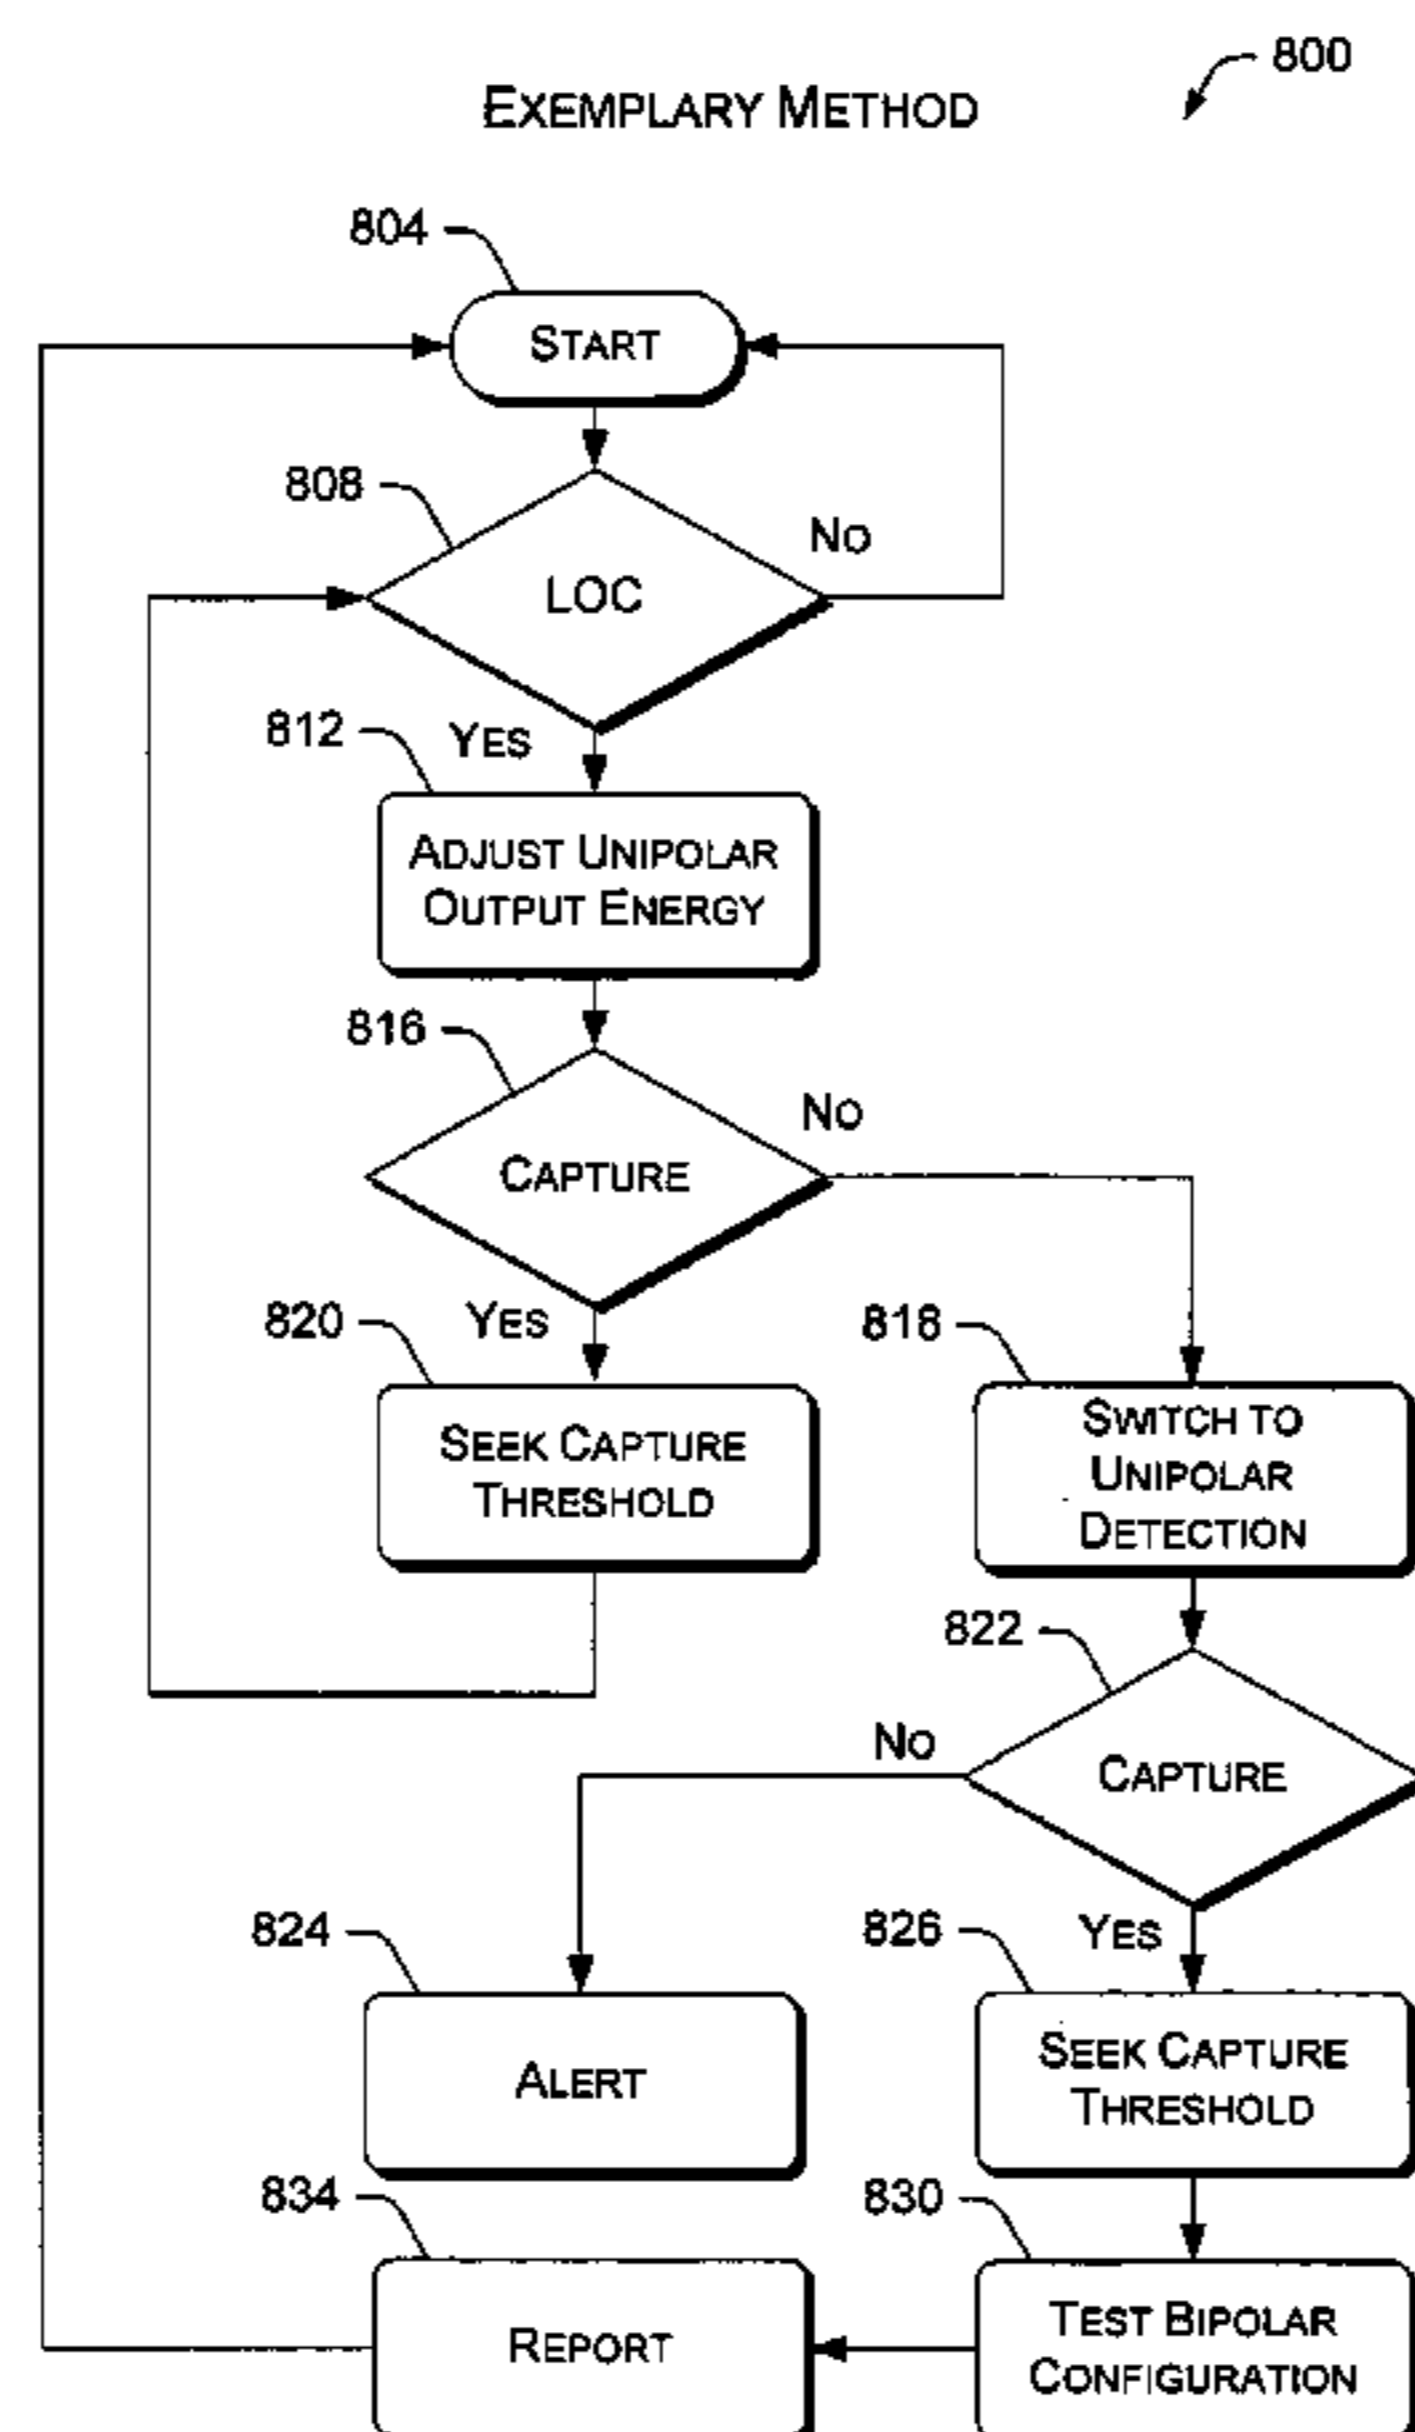 800
EXEMPLARY METHOD
804
START
808
NO
LOC
812
YES
ADJUST UNIPOLAR
OUTPUT ENERGY
816
NO
CAPTURE
820
YES
818
SEEK CAPTURE
THRESHOLD
SWITCH TO
UNIPOLAR
DETECTION
822
NO
CAPTURE
824
826
YES
ALERT
SEEK CAPTURE
THRESHOLD
834
830
REPORT
TEST BIPOLAR
CONFIGURATION